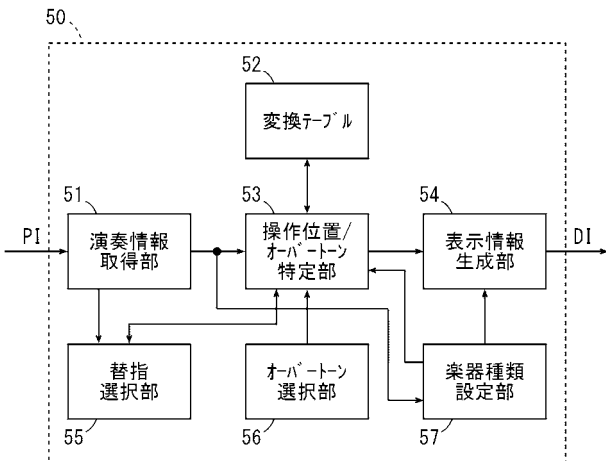 50
52
変換テーブル
51
53
54
PI
演奏情報
取得部
操作位置/
オーバートーン
特定部
表示情報
生成部
DI
替指
選択部
オーバートーン
選択部
楽器種類
設定部
55
56
57